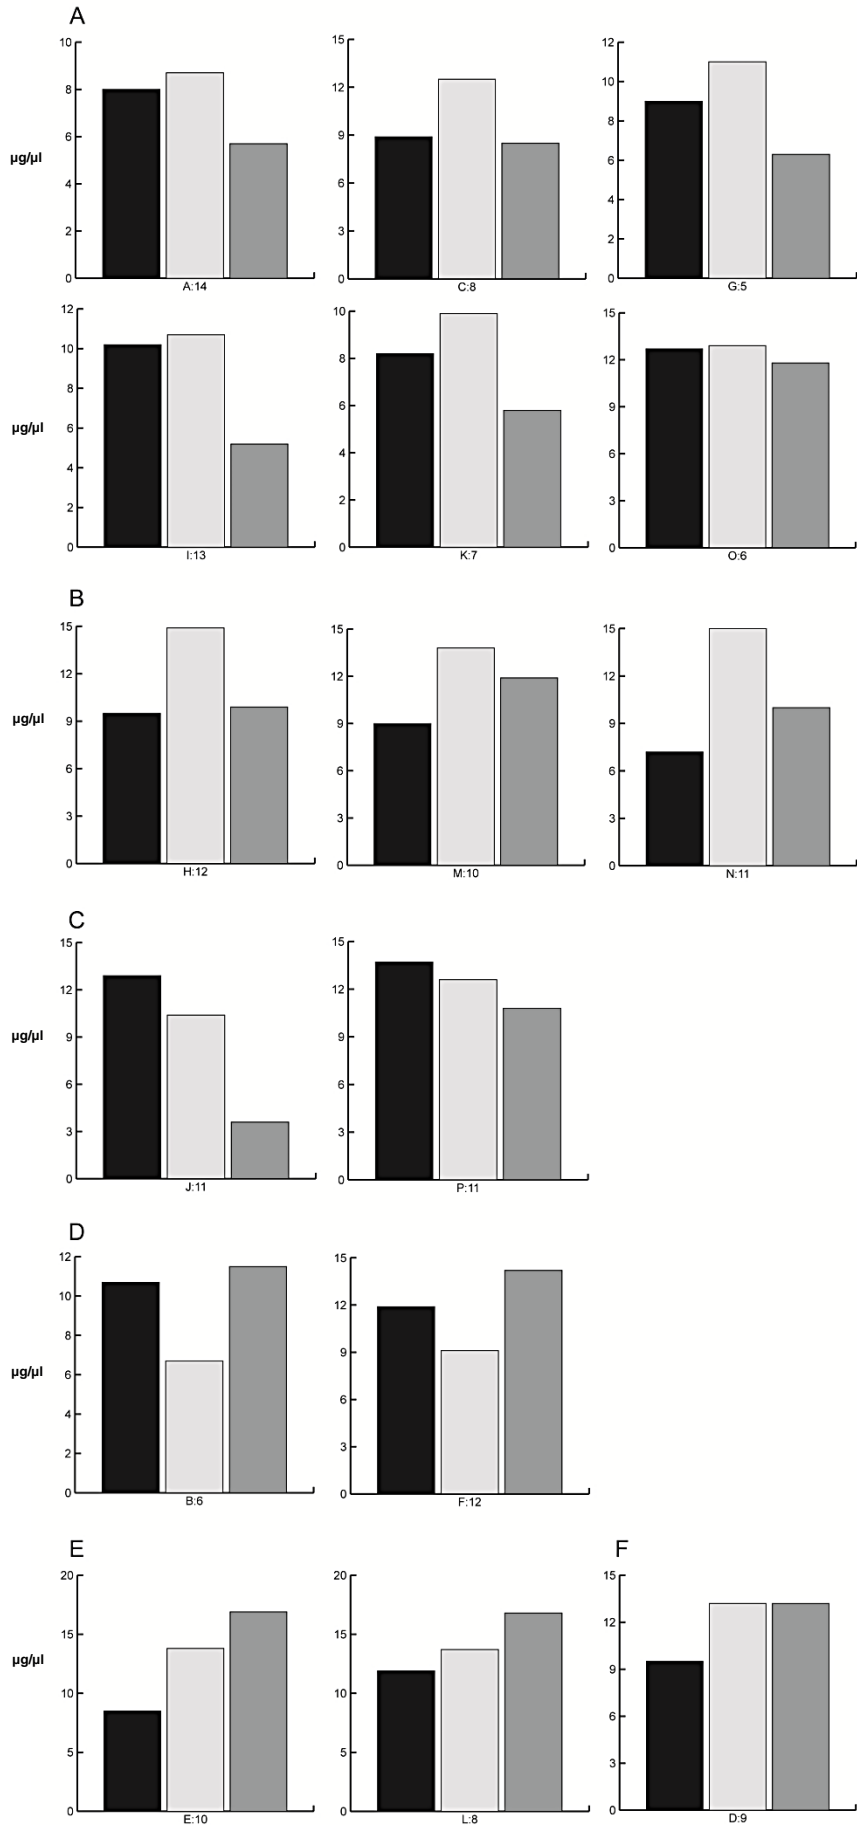 A
10 15 12
8 12 10
6 9 8
4 6 6
2 3 4
0 0 2
0
µg/µl
A:14 C:8 G:5
12 10 15
10 8 12
8 6 9
6 4 6
4 2 3
2 0 0
0
µg/µl
I:13 K:7 O:6
B
15 15 15
12 12 12
9 9 9
6 6 6
3 3 3
0 0 0
µg/µl
H:12 M:10 N:11
C
15 15
12 12
9 9
6 6
3 3
0 0
µg/µl
J:11 P:11
D
12 15
10 12
8 9
6 6
4 3
2 0
0
µg/µl
B:6 F:12
E F
20 20 15
15 15 12
10 10 9
5 5 6
0 0 3
0
µg/µl
E:10 L:8 D:9